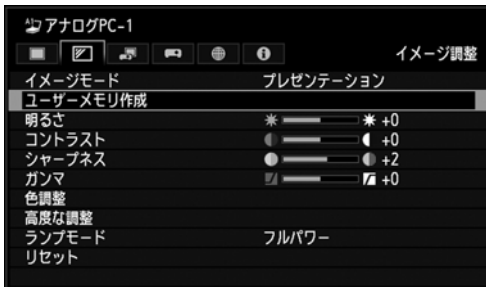 アナログPC-1
イメージ調整
イメージモード プレゼンテーション
ユーザーメモリ作成
明るさ +0
コントラスト +0
シャープネス +2
ガンマ +0
色調整
高度な調整
ランプモード フルパワー
リセット